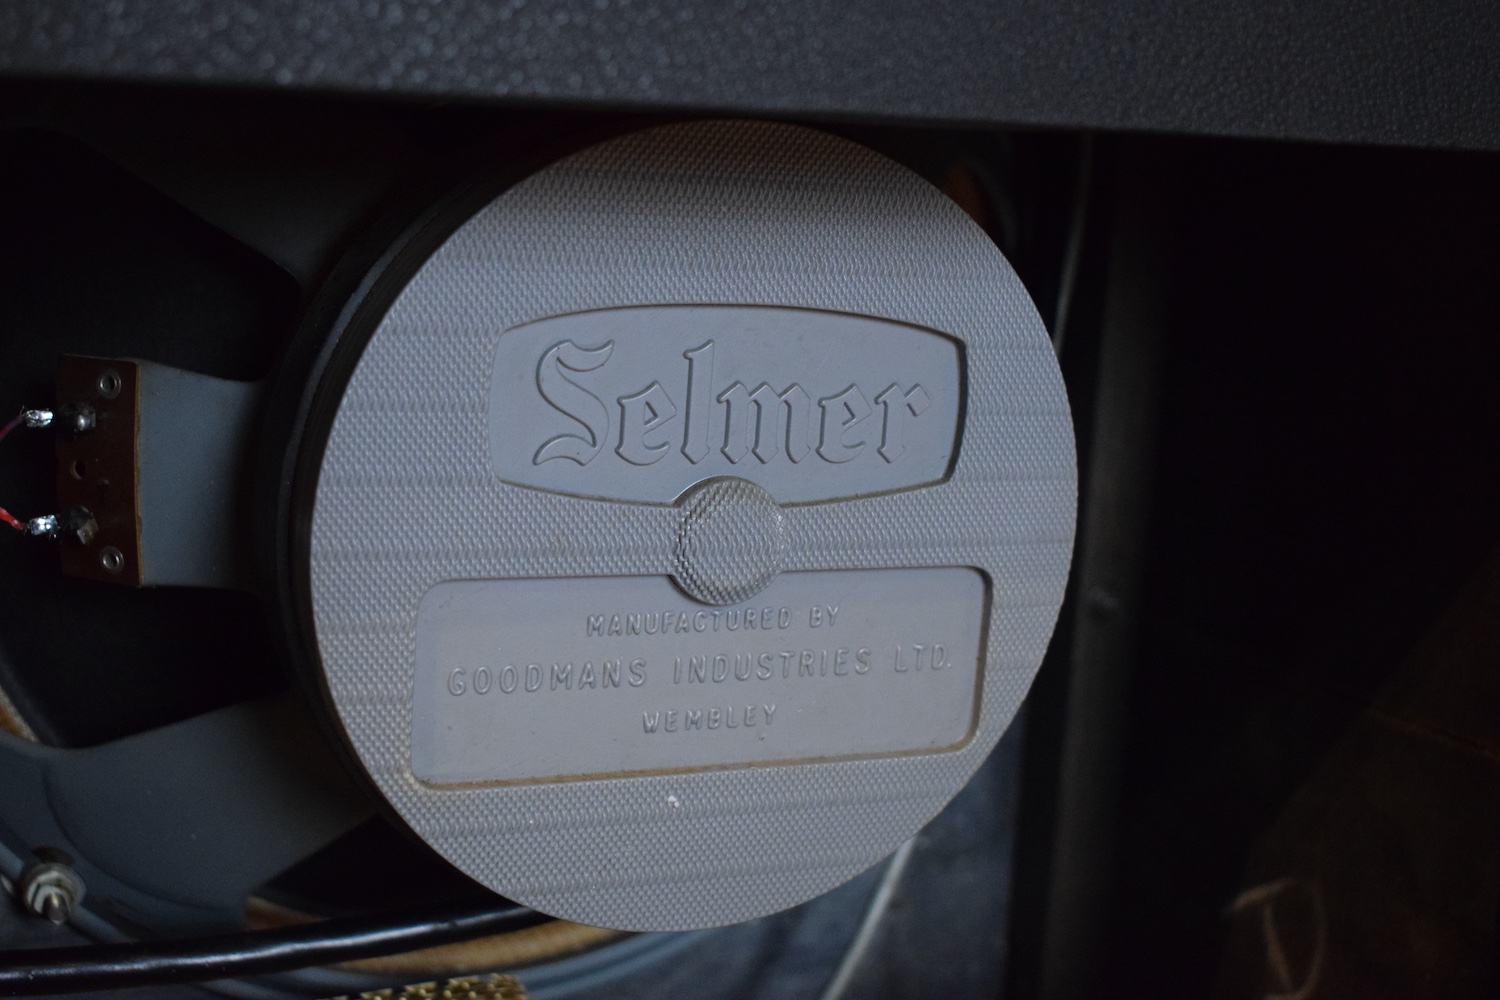 Selmer
MANUFACTURED BY
GOODMANS INDUSTRIES LTD.
WEMBLEY